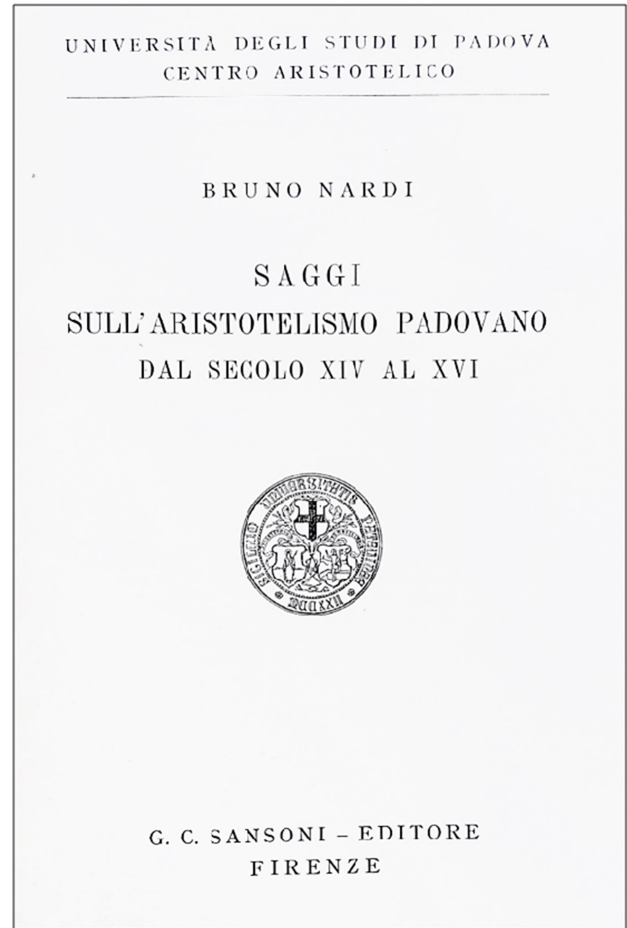 UNIVERSITÀ DEGLI STUDI DI PADOVA
CENTRO ARISTOTELICO
BRUNO NARDI
SAGGI
SULL'ARISTOTELISMO PADOVANO
DAL SECOLO XIV AL XVI
G. C. SANSONI – EDITORE
FIRENZE